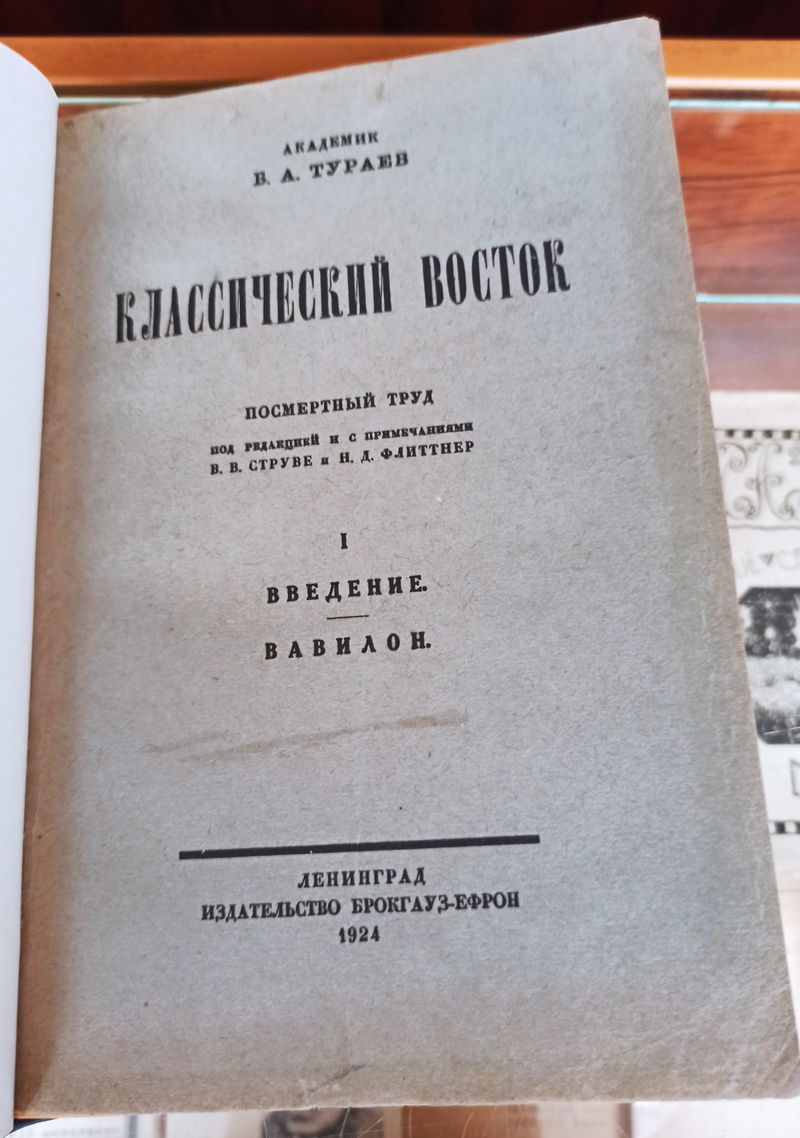 АКАДЕМИК
Б. А. ТУРАЕВ
КЛАССИЧЕСКИЙ ВОСТОК
ПОСМЕРТНЫЙ ТРУД
ПОД РЕДАКЦИЕЙ И С ПРИМЕЧАНИЯМИ
В. В. СТРУВЕ и Н. Д. ФЛИТТНЕР
I
ВВЕДЕНИЕ.
ВАВИЛОН.
ЛЕНИНГРАД
ИЗДАТЕЛЬСТВО БРОКГАУЗ-ЕФРОН
1924